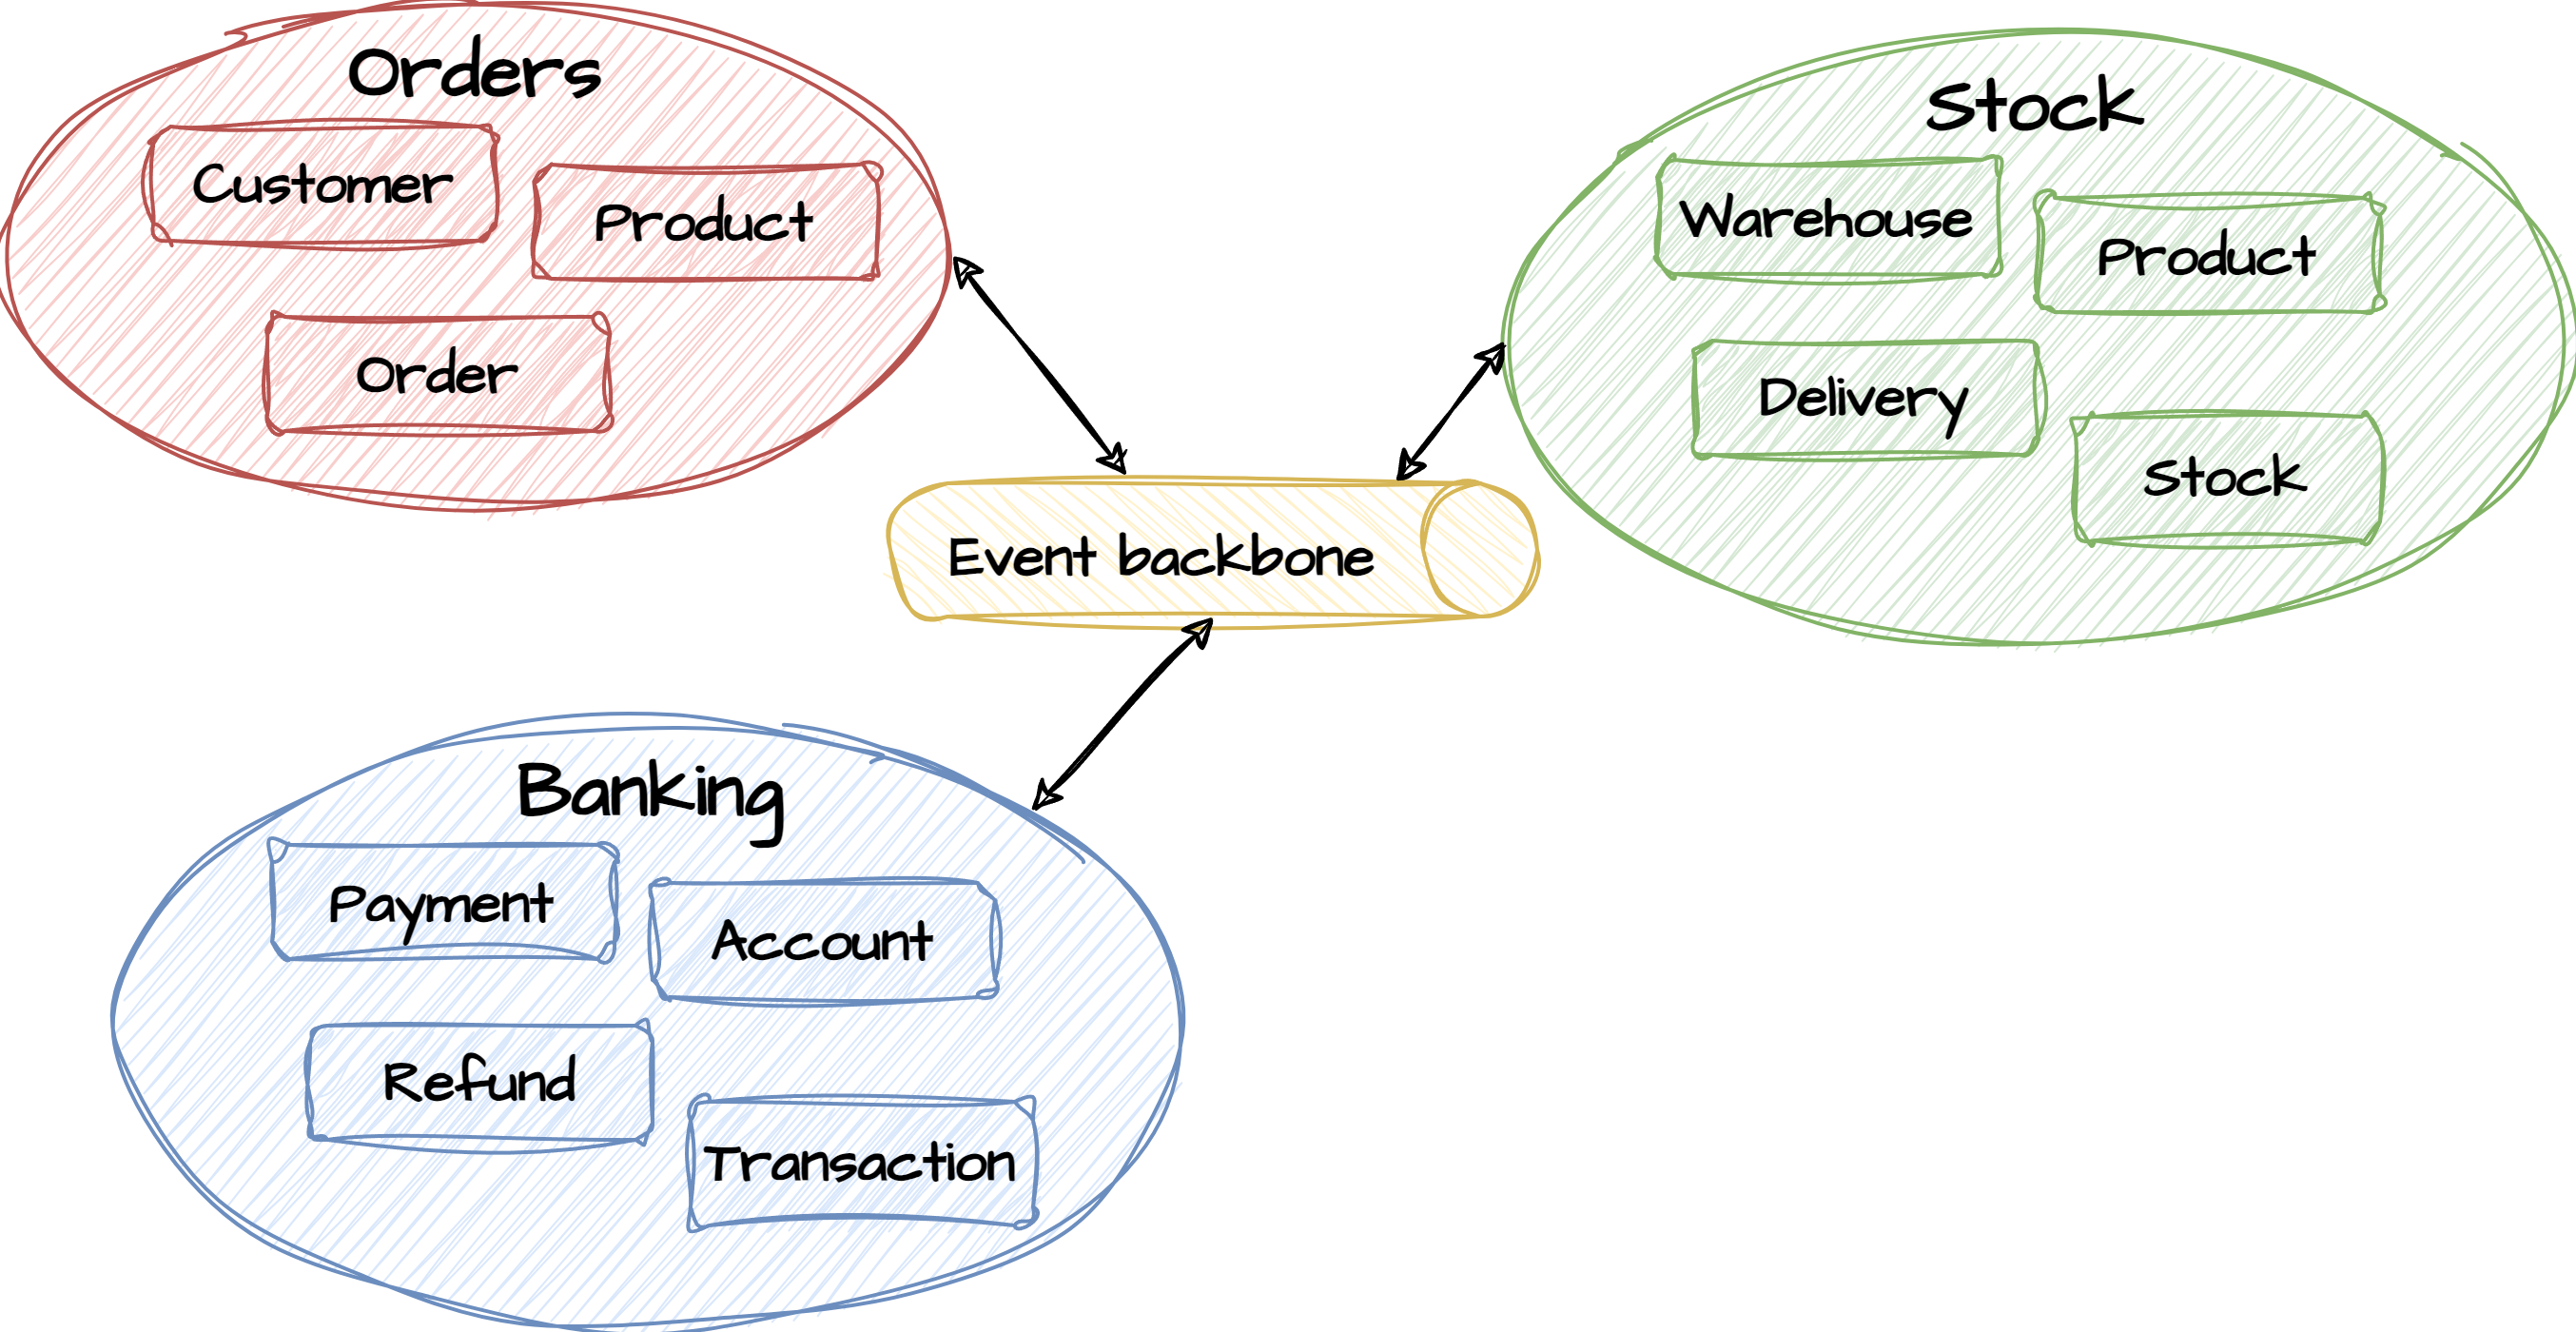 Orders
Customer
Product
Order
Stock
Warehouse
Product
Delivery
Stock
Event backbone
Banking
Payment
Account
Refund
Transaction